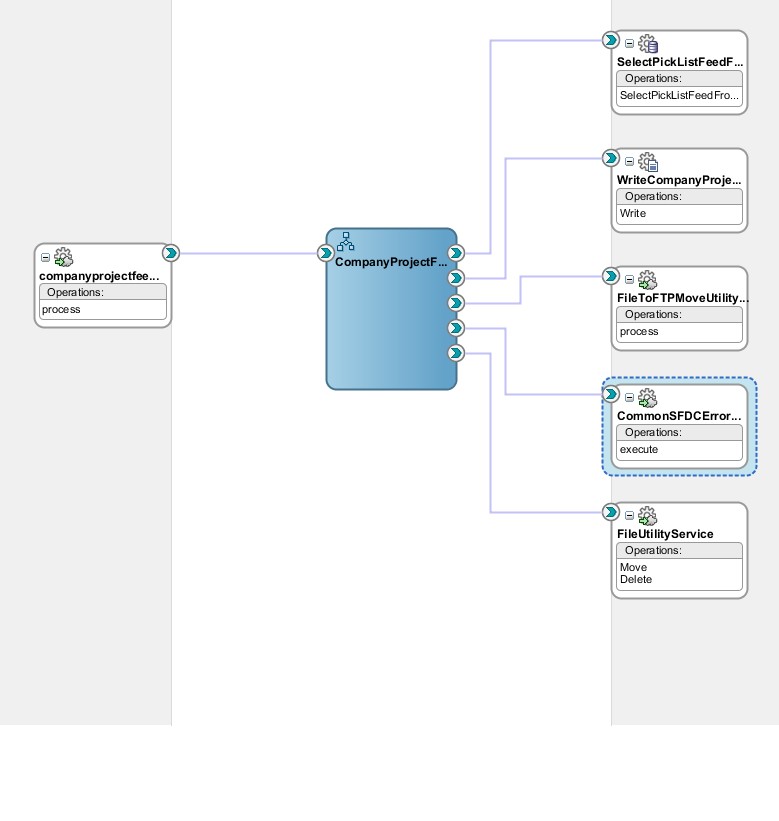 companyprojectfee...
Operations:
process
CompanyProjectF...
SelectPickListFeedF...
Operations:
SelectPickListFeedFro...
WriteCompanyProje...
Operations:
Write
FileToFTPMoveUtility...
Operations:
process
CommonSFDCError...
Operations:
execute
FileUtilityService
Operations:
Move
Delete